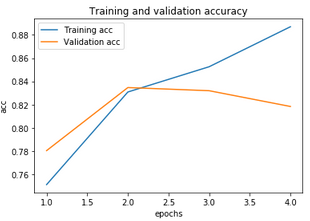 Training and validation accuracy
Training acc
Validation acc
acc
0.88
0.86
0.84
0.82
0.80
0.78
0.76
1.0 1.5 2.0 2.5 3.0 3.5 4.0
epochs